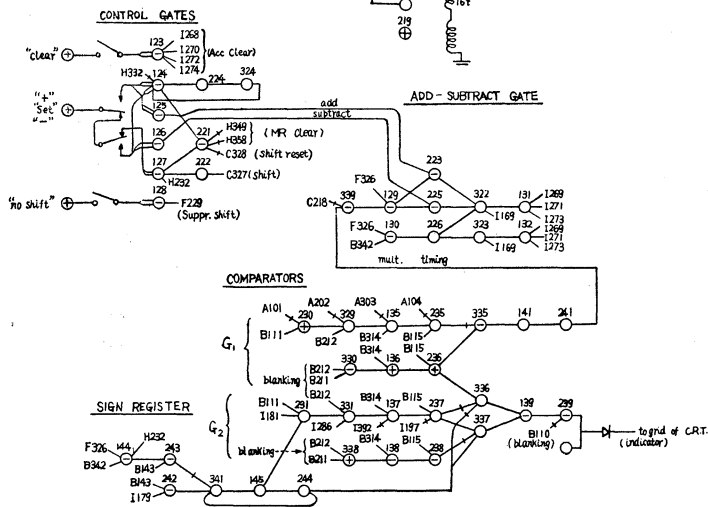 CONTROL GATES
219
16t
"clear"
123
I268
I270
I272
I274
(Acc Clear)
H332
124
224
324
"+"
"Set"
"-"
125
126
221
H349
H358
(MR Clear)
C328 (shift reset)
127
222
H232
C327(shift)
"no shift"
128
F229
(Suppr. shift)
add
subtract
ADD-SUBTRACT GATE
223
F326
C218
339
129
225
322
131
I269
I271
I273
I169
F326
B342
130
226
323
132
I169
I269
I271
I273
mult. timing
COMPARATORS
G1
A101
230
B111
A202
329
B212
A303
135
B314
A104
235
B115
335
141
241
blanking
B212
B211
330
B314
136
B115
236
G2
B111
I181
231
331
I286
B314
137
I392
B115
237
I197
336
337
139
239
B110
(blanking)
to grid of C.R.T.
(indicator)
blanking
B212
B211
338
B314
138
B115
238
SIGN REGISTER
F326
B342
144
H232
243
B143
B143
I179
242
341
145
244